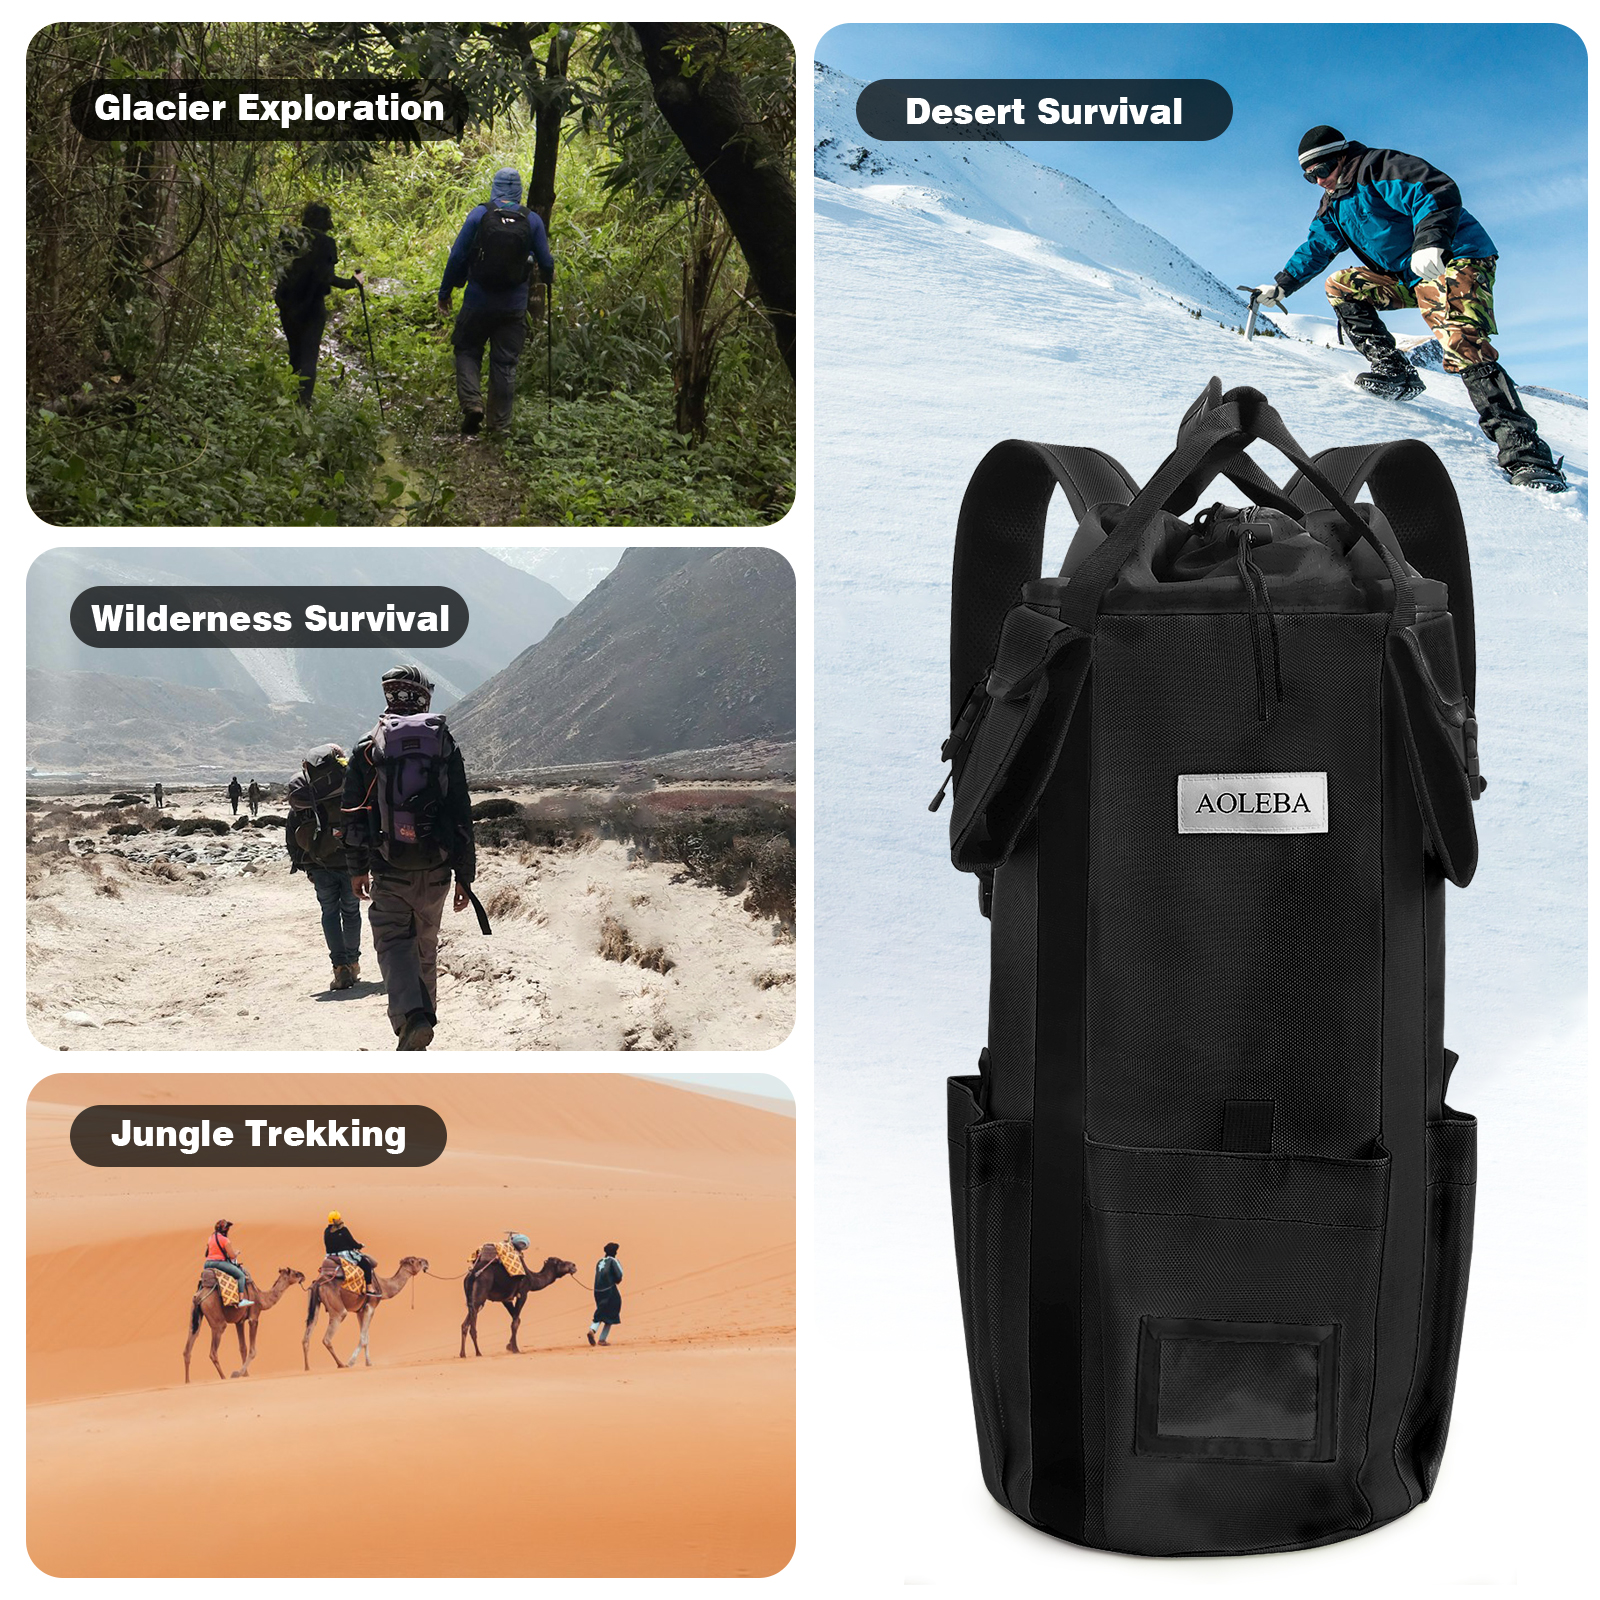 Glacier Exploration
Desert Survival
Wilderness Survival
AOLEBA
Jungle Trekking